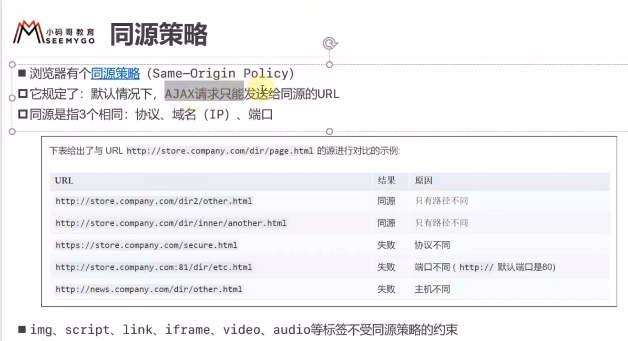 小码哥教育
SEEMYGO
同源策略
■ 浏览器有个同源策略（Same-Origin Policy）
它规定了：默认情况下，AJAX请求只能发送给同源的URL
同源是指3个相同：协议、域名（IP）、端口
下表给出了与 URL http://store.company.com/dir/page.html 的源进行对比的示例:
URL 结果 原因
http://store.company.com/dir2/other.html 同源 只有路径不同
http://store.company.com/dir/inner/another.html 同源 只有路径不同
https://store.company.com/secure.html 失败 协议不同
http://store.company.com:81/dir/etc.html 失败 端口不同 ( http:// 默认端口是80)
http://news.company.com/dir/other.html 失败 主机不同
■ img、script、link、iframe、video、audio等标签不受同源策略的约束